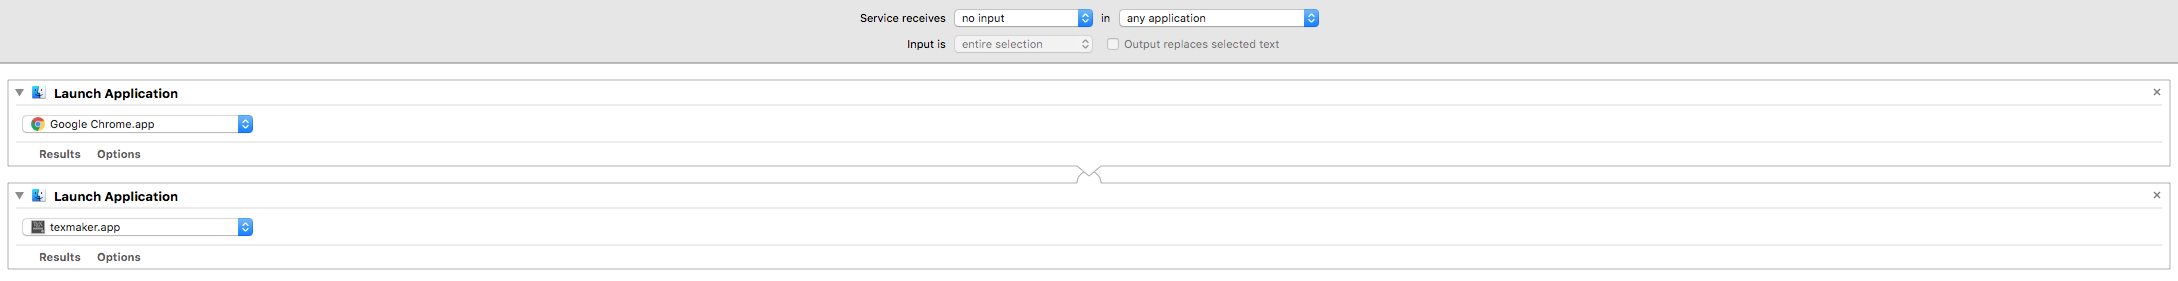 Service receives no input in any application
Input is entire selection Output replaces selected text
Launch Application
Google Chrome.app
Results Options
Launch Application
texmaker.app
Results Options